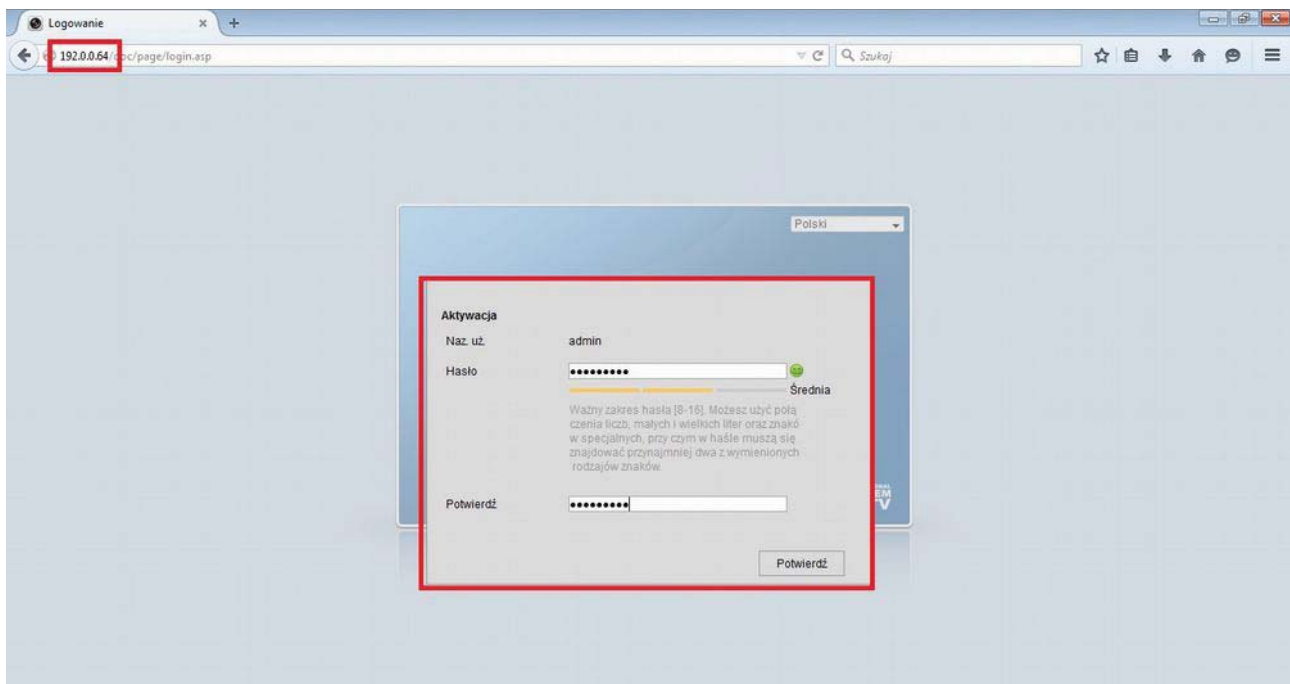 Logowanie
192.0.0.64/doc/page/login.asp
Szukaj
Polski
Aktywacja
Naz. uż. admin
Hasło •••••••••
Średnia
Ważny zakres hasła [8-16]. Możesz użyć połą
czenia liczb, małych i wielkich liter oraz znakó
w specjalnych, przy czym w haśle muszą się
znajdować przynajmniej dwa z wymienionych
rodzajów znaków.
Potwierdź •••••••••
Potwierdź